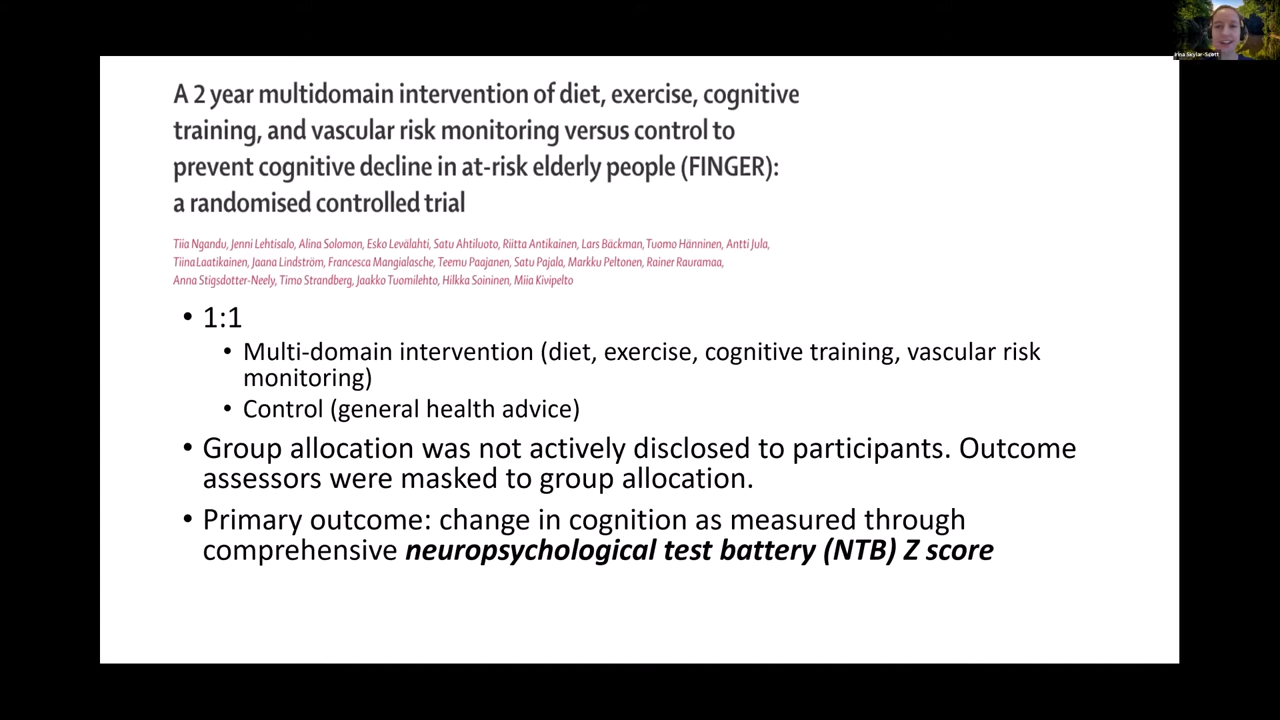 Irina Skylar-Scott
A 2 year multidomain intervention of diet, exercise, cognitive
training, and vascular risk monitoring versus control to
prevent cognitive decline in at-risk elderly people (FINGER):
a randomised controlled trial
Tiia Ngandu, Jenni Lehtisalo, Alina Solomon, Esko Levälahti, Satu Ahtiluoto, Riitta Antikainen, Lars Bäckman, Tuomo Hänninen, Antti Jula,
Tiina Laatikainen, Jaana Lindström, Francesca Mangialasche, Teemu Paajanen, Satu Pajala, Markku Peltonen, Rainer Rauramaa,
Anna Stigsdotter-Neely, Timo Strandberg, Jaakko Tuomilehto, Hilkka Soininen, Miia Kivipelto
• 1:1
• Multi-domain intervention (diet, exercise, cognitive training, vascular risk
monitoring)
• Control (general health advice)
• Group allocation was not actively disclosed to participants. Outcome
assessors were masked to group allocation.
• Primary outcome: change in cognition as measured through
comprehensive neuropsychological test battery (NTB) Z score